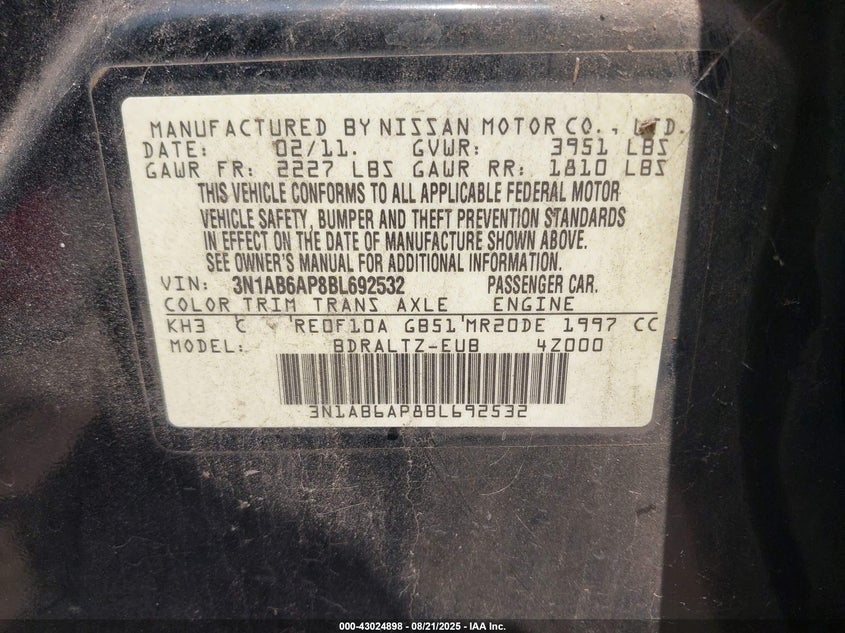 MANUFACTURED BY NISSAN MOTOR CO., LTD.
DATE: 02/11. GVWR: 3951 LBS
GAWR FR: 2227 LBS GAWR RR: 1810 LBS
THIS VEHICLE CONFORMS TO ALL APPLICABLE FEDERAL MOTOR
VEHICLE SAFETY, BUMPER AND THEFT PREVENTION STANDARDS
IN EFFECT ON THE DATE OF MANUFACTURE SHOWN ABOVE.
SEE OWNER'S MANUAL FOR ADDITIONAL INFORMATION.
VIN: 3N1AB6AP8BL692532 PASSENGER CAR.
COLOR TRIM TRANS AXLE ENGINE
KH3 C RE0F10A GB51 MR20DE 1997 CC
MODEL: BDRALTZ-EUB 4Z000
3N1AB6AP8BL692532
000-43024898 - 08/21/2025 - IAA Inc.